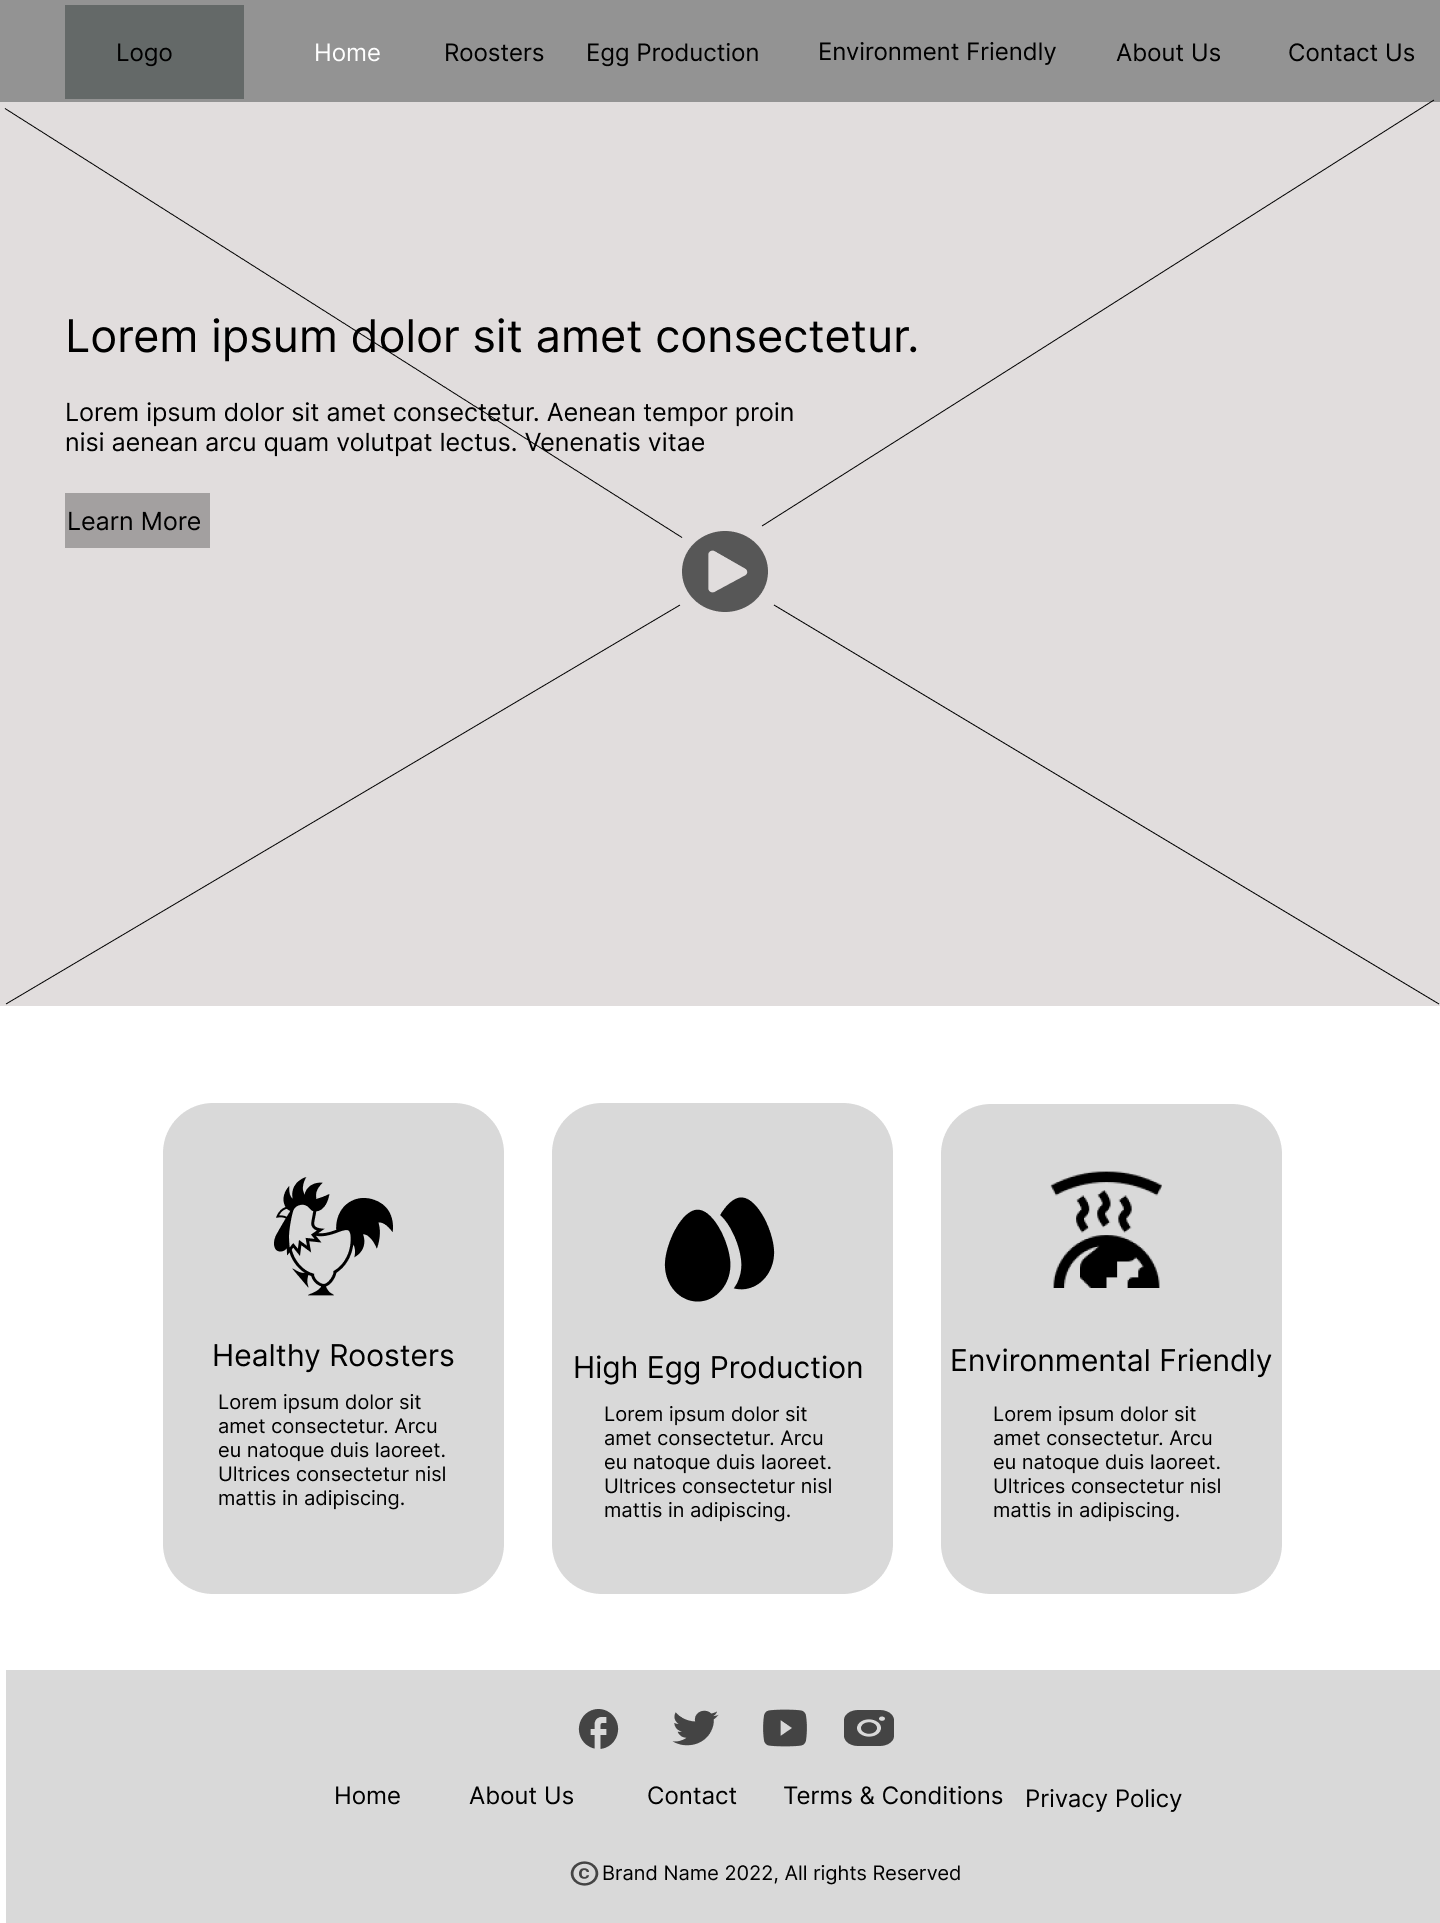 Logo
Home
Roosters
Egg Production
Environment Friendly
About Us
Contact Us
Lorem ipsum dolor sit amet consectetur.
Lorem ipsum dolor sit amet consectetur. Aenean tempor proin
nisi aenean arcu quam volutpat lectus. Venenatis vitae
Learn More
Healthy Roosters
Lorem ipsum dolor sit
amet consectetur. Arcu
eu natoque duis laoreet.
Ultrices consectetur nisl
mattis in adipiscing.
High Egg Production
Lorem ipsum dolor sit
amet consectetur. Arcu
eu natoque duis laoreet.
Ultrices consectetur nisl
mattis in adipiscing.
Environmental Friendly
Lorem ipsum dolor sit
amet consectetur. Arcu
eu natoque duis laoreet.
Ultrices consectetur nisl
mattis in adipiscing.
Home
About Us
Contact
Terms & Conditions
Privacy Policy
© Brand Name 2022, All rights Reserved